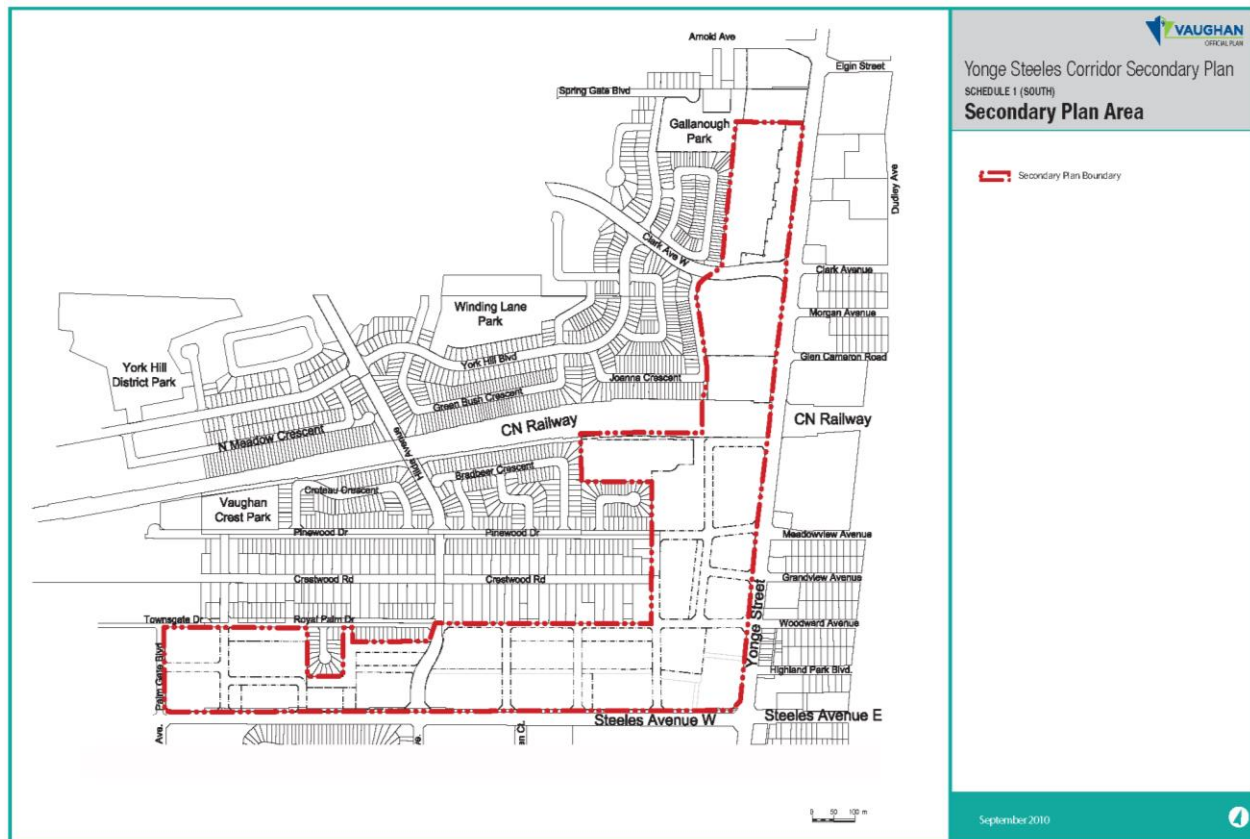 VAUGHAN
OFFICIAL PLAN
Yonge Steeles Corridor Secondary Plan
SCHEDULE 1 (SOUTH)
Secondary Plan Area
Secondary Plan Boundary
Arnold Ave
Elgin Street
Spring Gate Blvd
Gallanough
Park
Dudley Ave
Clark Ave W
Clark Avenue
Winding Lane
Park
Morgan Avenue
York Hill
District Park
York Hill Blvd
Glen Cameron Road
Joanna Crescent
Green Bush Crescent
CN Railway
CN Railway
N Meadow Crescent
Hilda Avenue
Bradbeer Crescent
Cruteau Crescent
Vaughan
Crest Park
Pinewood Dr
Pinewood Dr
Meadowview Avenue
Crestwood Rd
Crestwood Rd
Grandview Avenue
Yonge Street
Townsgate Dr
Royal Palm Dr
Woodward Avenue
Palm Gate Blvd
Highland Park Blvd.
Steeles Avenue W
Steeles Avenue E
Ave.
0 50 100 m
September 2010